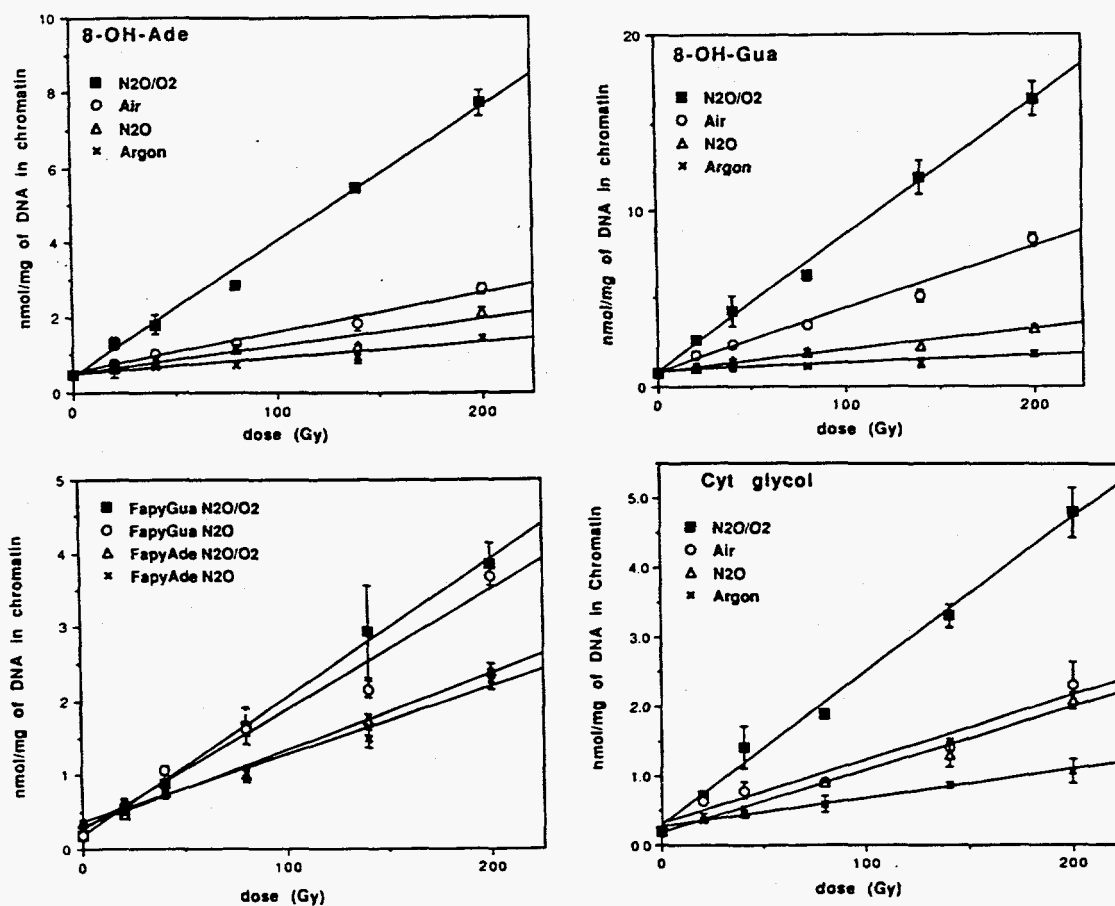 8-OH-Ade
N2O/O2
Air
N2O
Argon
nmol/mg of DNA in chromatin
10
8
6
4
2
0
0
100
200
dose (Gy)
8-OH-Gua
N2O/O2
Air
N2O
Argon
nmol/mg of DNA in chromatin
20
10
0
0
100
200
dose (Gy)
FapyGua N2O/O2
FapyGua N2O
FapyAde N2O/O2
FapyAde N2O
nmol/mg of DNA in chromatin
5
4
3
2
1
0
0
100
200
dose (Gy)
Cyt glycol
N2O/O2
Air
N2O
Argon
nmol/mg of DNA in Chromatin
5.0
4.0
3.0
2.0
1.0
0.0
0
100
200
dose (Gy)